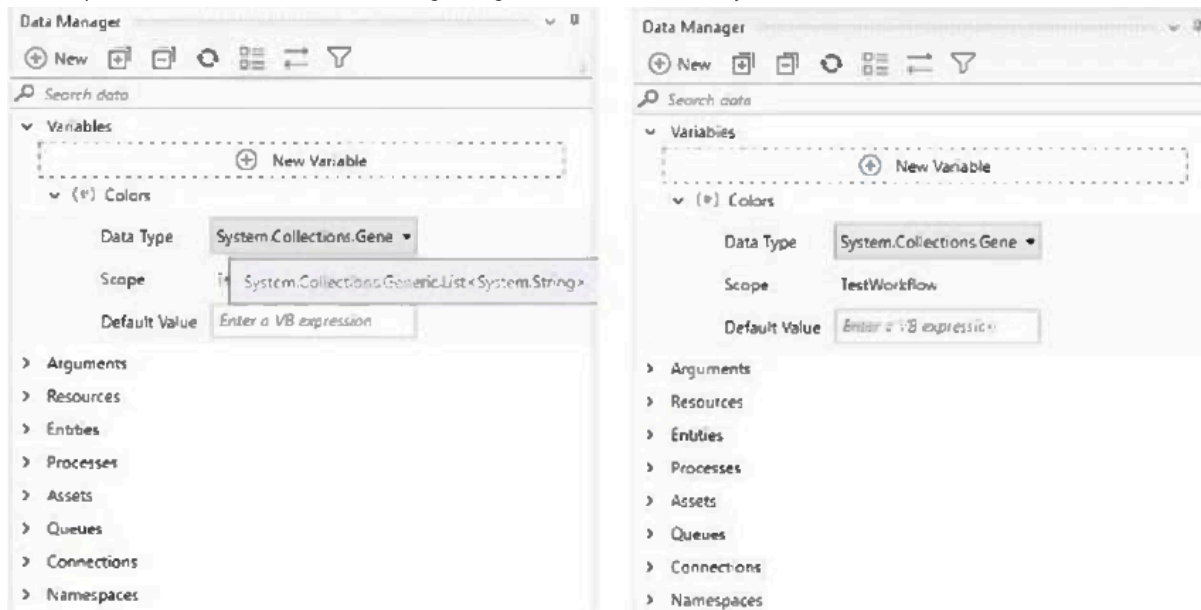 Data Manager
New
Search data
Variables
New Variable
Colors
Data Type System.Collections.Gene
Scope
System.Collections.Generic.List<System.String>
Default Value Enter a VB expression
Arguments
Resources
Entities
Processes
Assets
Queues
Connections
Namespaces
Data Manager
New
Search data
Variables
New Variable
Colors
Data Type System.Collections.Gene
Scope TestWorkflow
Default Value Enter a VB expression
Arguments
Resources
Entities
Processes
Assets
Queues
Connections
Namespaces